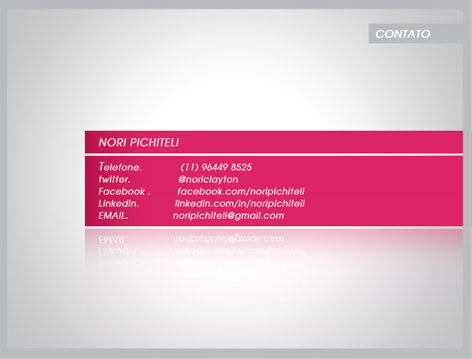 CONTATO
NORI PICHITELI
Telefone. (11) 96449 8525
twitter. @noriclayton
Facebook . facebook.com/noripichiteli
Linkedin. linkedin.com/in/noripichiteli
EMAIL. noripichiteli@gmail.com